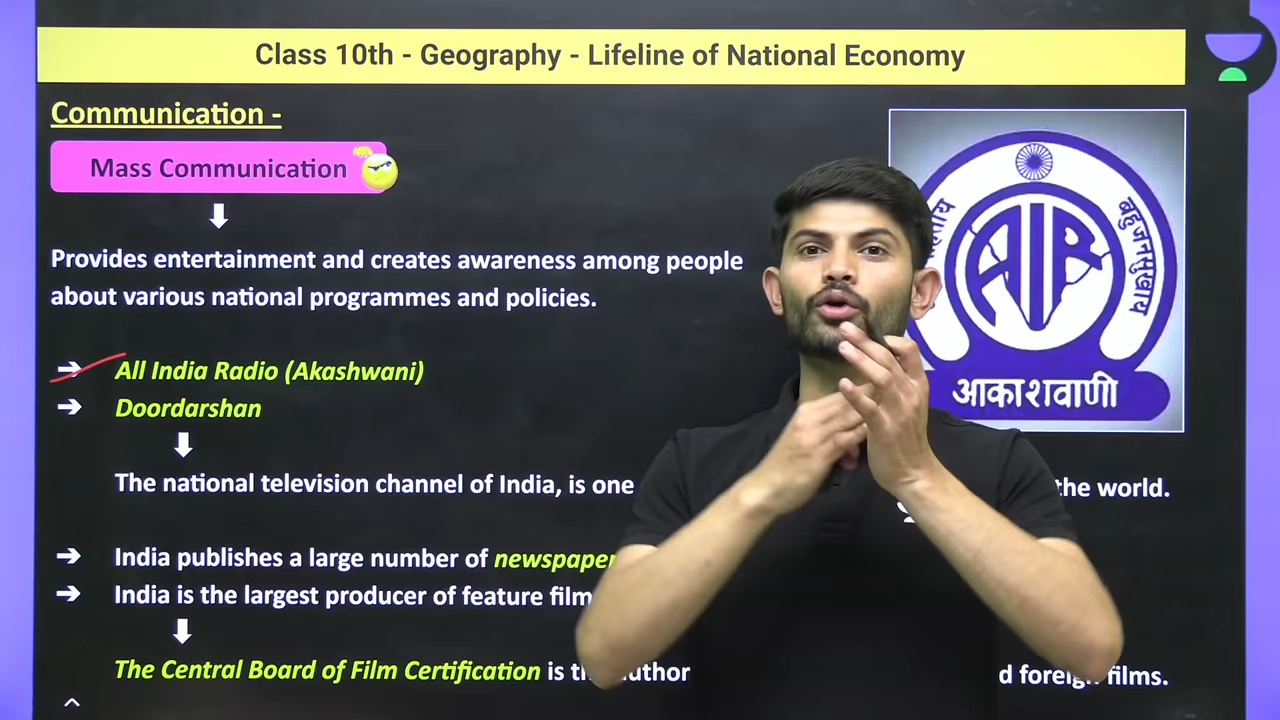 Class 10th - Geography - Lifeline of National Economy
Communication -
Mass Communication
Provides entertainment and creates awareness among people
about various national programmes and policies.
All India Radio (Akashwani)
Doordarshan
The national television channel of India, is one the world.
India publishes a large number of newspaper
India is the largest producer of feature film
The Central Board of Film Certification is films.
बहुजनसुखाय
AIR
आकाशवाणी